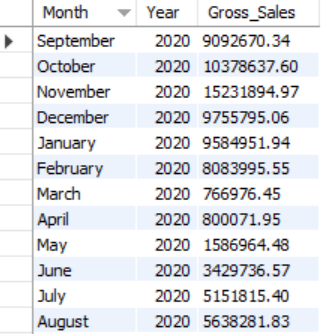 Month Year Gross_Sales
September 2020 9092670.34
October 2020 10378637.60
November 2020 15231894.97
December 2020 9755795.06
January 2020 9584951.94
February 2020 8083995.55
March 2020 766976.45
April 2020 800071.95
May 2020 1586964.48
June 2020 3429736.57
July 2020 5151815.40
August 2020 5638281.83